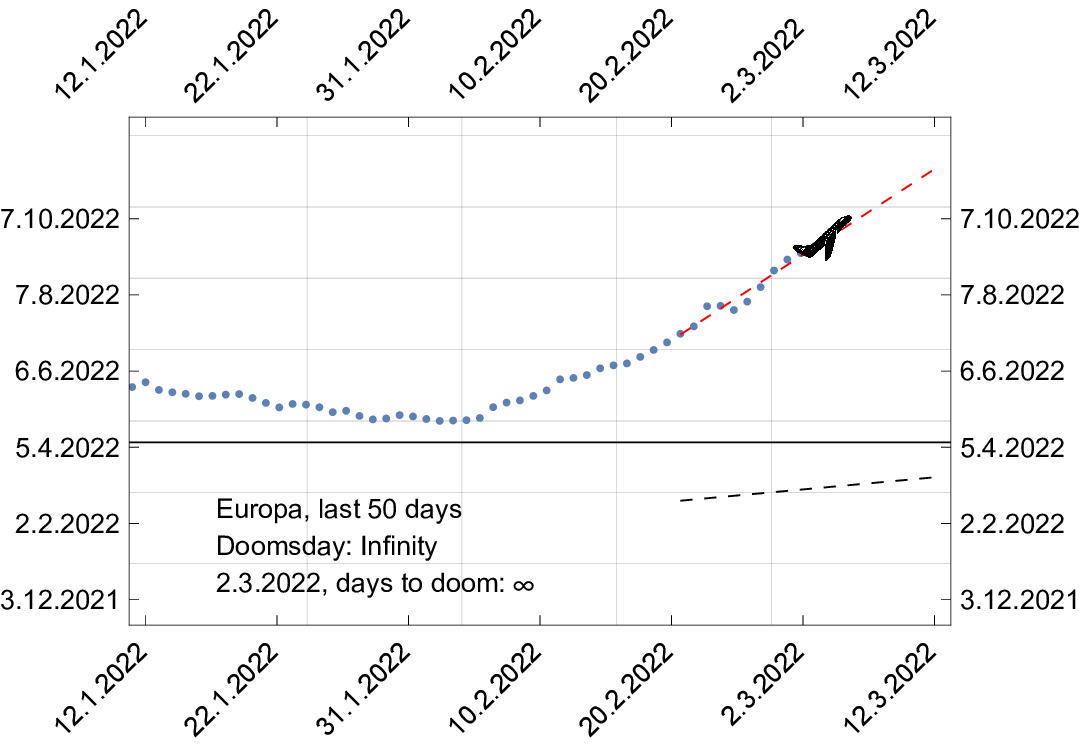 12.1.2022 22.1.2022 31.1.2022 10.2.2022 20.2.2022 2.3.2022 12.3.2022
7.10.2022 7.10.2022
7.8.2022 7.8.2022
6.6.2022 6.6.2022
5.4.2022 5.4.2022
Europa, last 50 days
2.2.2022 2.2.2022
Doomsday: Infinity
2.3.2022, days to doom: ∞
3.12.2021 3.12.2021
12.1.2022 22.1.2022 31.1.2022 10.2.2022 20.2.2022 2.3.2022 12.3.2022